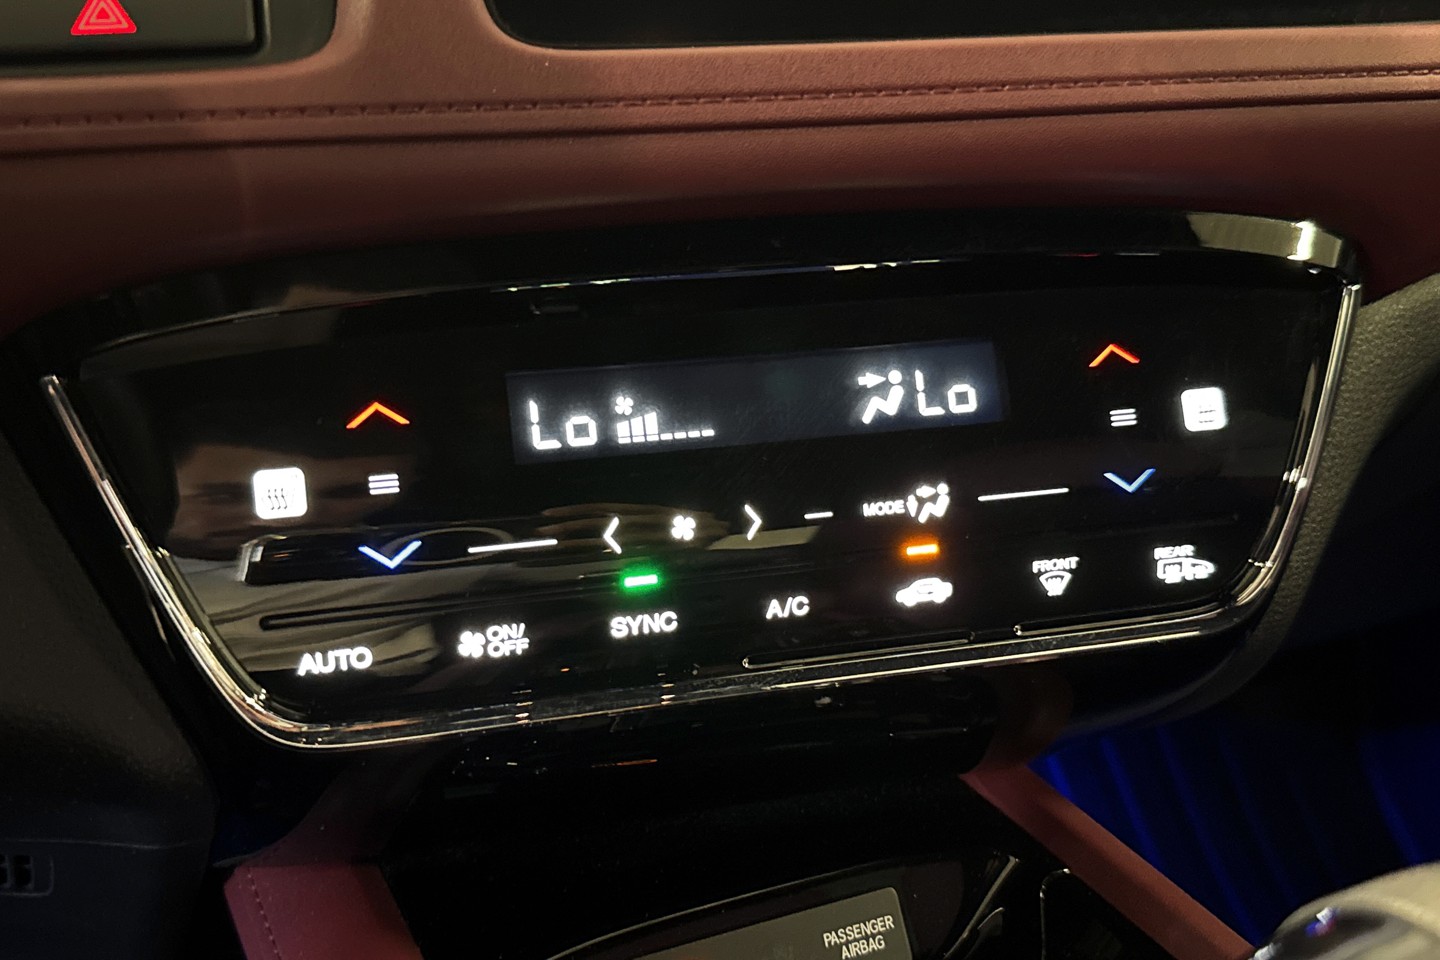 Lo
Lo
MODE
AUTO
ON/
OFF
SYNC
A/C
FRONT
REAR
PASSENGER
AIRBAG